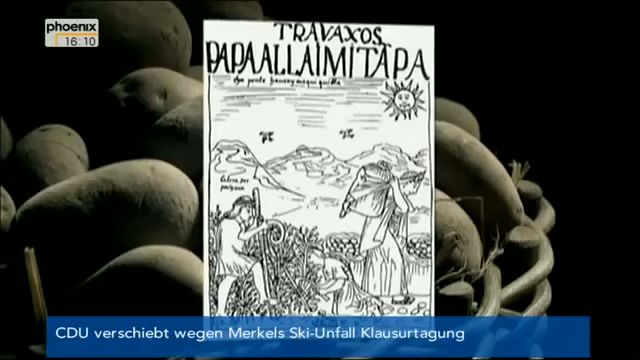 phoenix
16:10
TRAVAXOS
PAPAALLAIMITAPA
CDU verschiebt wegen Merkels Ski-Unfall Klausurtagung